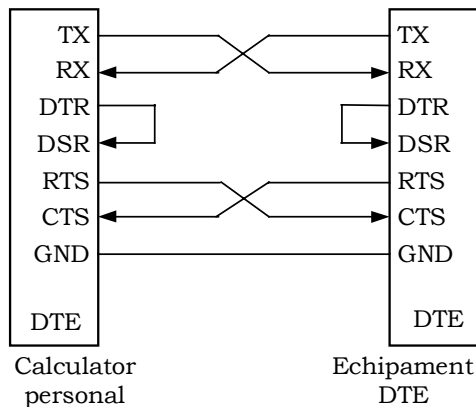 TX
RX
DTR
DSR
RTS
CTS
GND
DTE
Calculator
personal
TX
RX
DTR
DSR
RTS
CTS
GND
DTE
Echipament
DTE